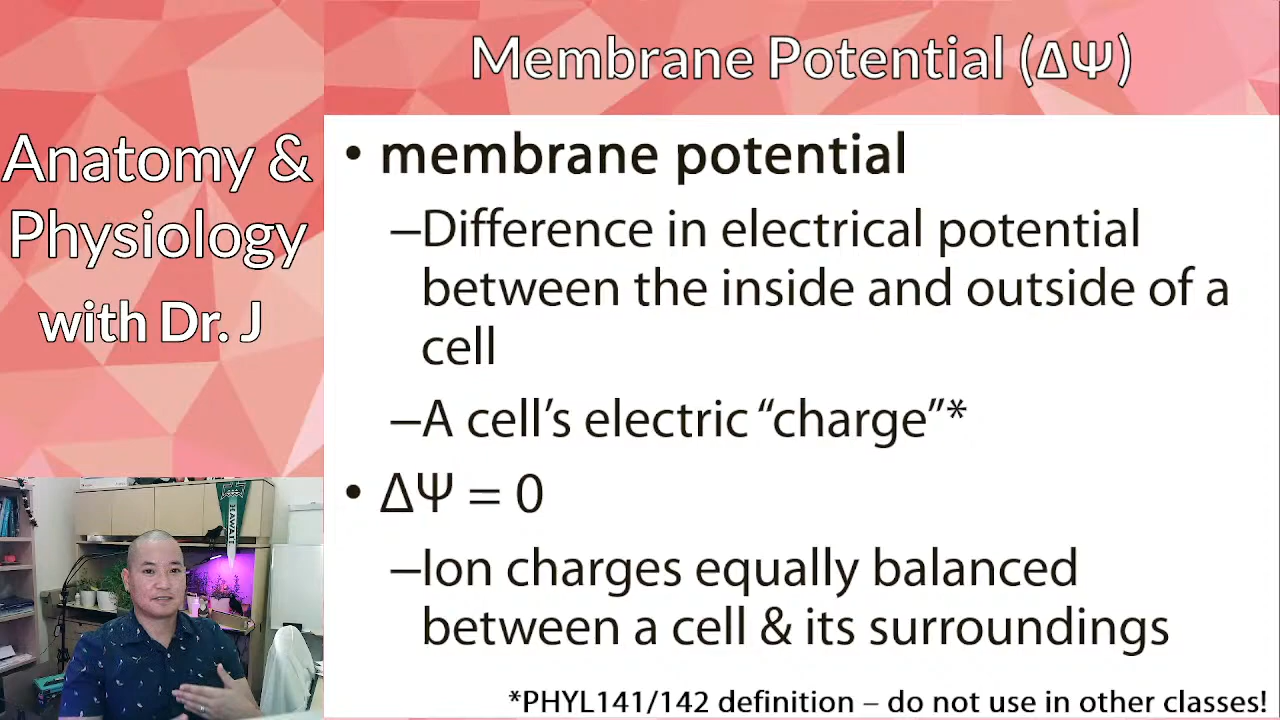 Membrane Potential (ΔΨ)
Anatomy &
Physiology
with Dr. J
• membrane potential
–Difference in electrical potential
between the inside and outside of a
cell
–A cell’s electric “charge”*
• ΔΨ = 0
–Ion charges equally balanced
between a cell & its surroundings
*PHYL141/142 definition – do not use in other classes!
HAWAII